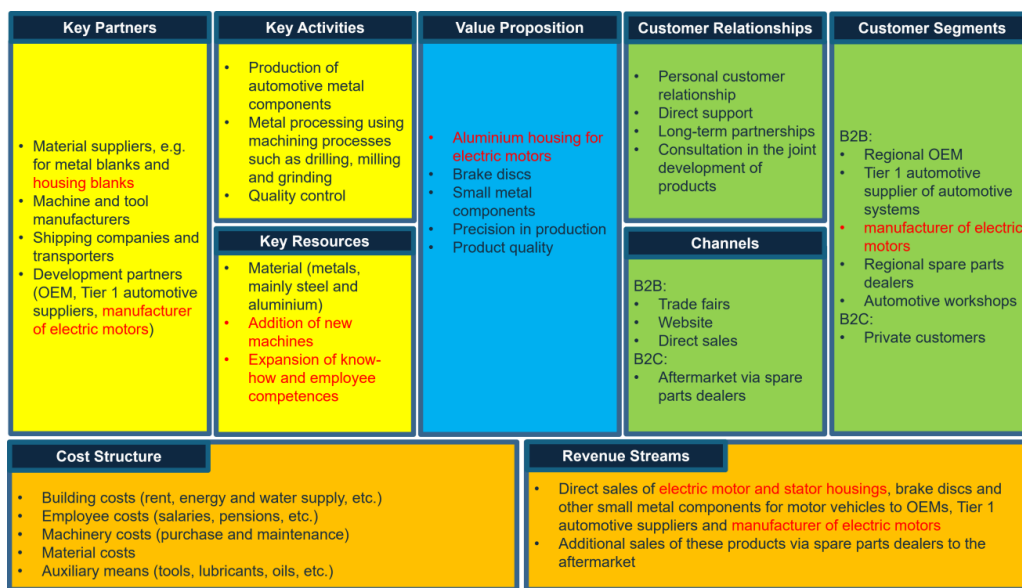 Key Partners
• Material suppliers, e.g.
for metal blanks and
housing blanks
• Machine and tool
manufacturers
• Shipping companies and
transporters
• Development partners
(OEM, Tier 1 automotive
suppliers, manufacturer
of electric motors)
Key Activities
• Production of
automotive metal
components
• Metal processing using
machining processes
such as drilling, milling
and grinding
• Quality control
Key Resources
• Material (metals,
mainly steel and
aluminium)
• Addition of new
machines
• Expansion of know-
how and employee
competences
Value Proposition
• Aluminium housing for
electric motors
• Brake discs
• Small metal
components
• Precision in production
• Product quality
Customer Relationships
• Personal customer
relationship
• Direct support
• Long-term partnerships
• Consultation in the joint
development of
products
Channels
B2B:
• Trade fairs
• Website
• Direct sales
B2C:
• Aftermarket via spare
parts dealers
Customer Segments
B2B:
• Regional OEM
• Tier 1 automotive
supplier of automotive
systems
• manufacturer of electric
motors
• Regional spare parts
dealers
• Automotive workshops
B2C:
• Private customers
Cost Structure
• Building costs (rent, energy and water supply, etc.)
• Employee costs (salaries, pensions, etc.)
• Machinery costs (purchase and maintenance)
• Material costs
• Auxiliary means (tools, lubricants, oils, etc.)
Revenue Streams
• Direct sales of electric motor and stator housings, brake discs and
other small metal components for motor vehicles to OEMs, Tier
1 automotive suppliers and manufacturer of electric motors
• Additional sales of these products via spare parts dealers to the
aftermarket